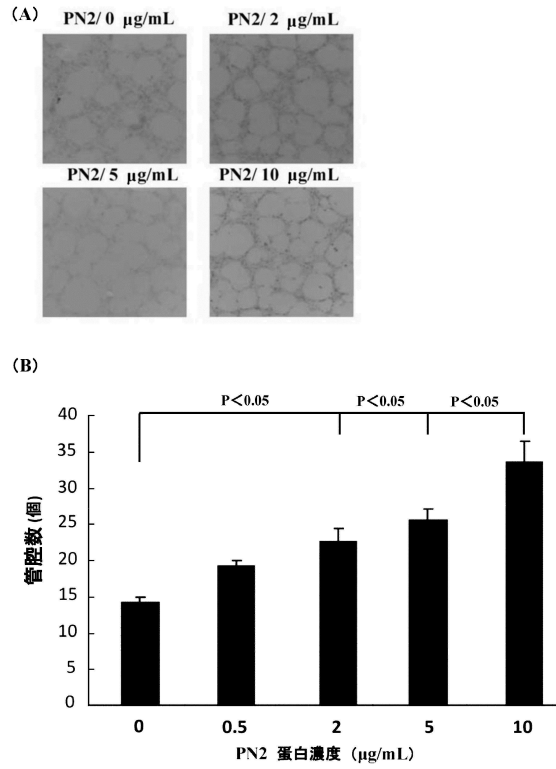 （A）
PN2/ 0 μg/mL
PN2/ 2 μg/mL
PN2/ 5 μg/mL
PN2/ 10 μg/mL
（B）
P＜0.05
P＜0.05
P＜0.05
40
35
30
25
20
15
10
5
0
管腔数(個)
0
0.5
2
5
10
PN2 蛋白濃度（μg/mL）